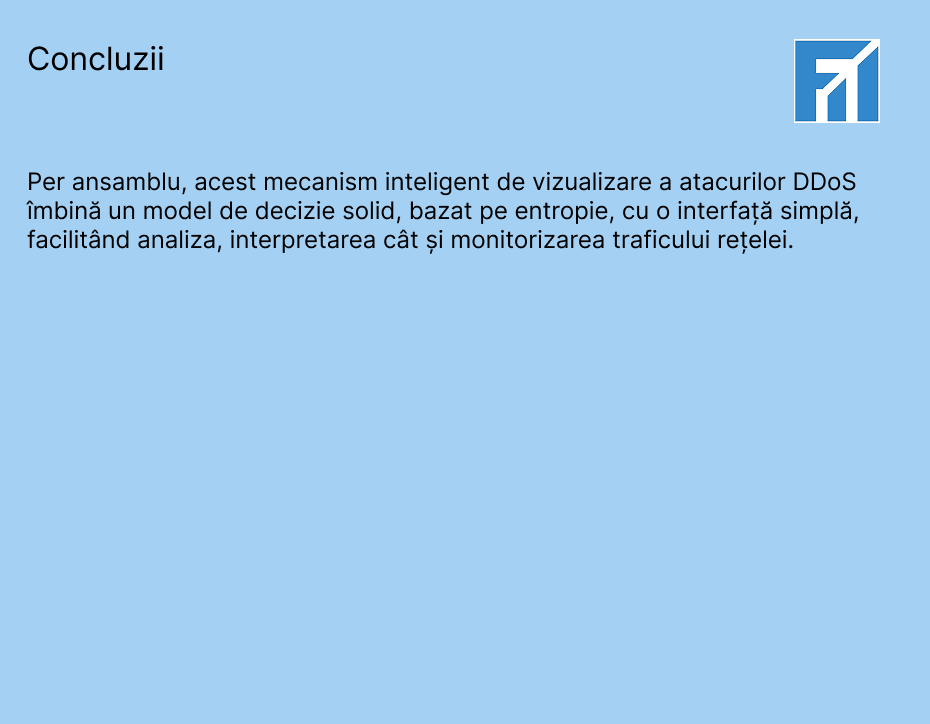 Concluzii
Per ansamblu, acest mecanism inteligent de vizualizare a atacurilor DDoS
îmbină un model de decizie solid, bazat pe entropie, cu o interfață simplă,
facilitând analiza, interpretarea cât și monitorizarea traficului rețelei.